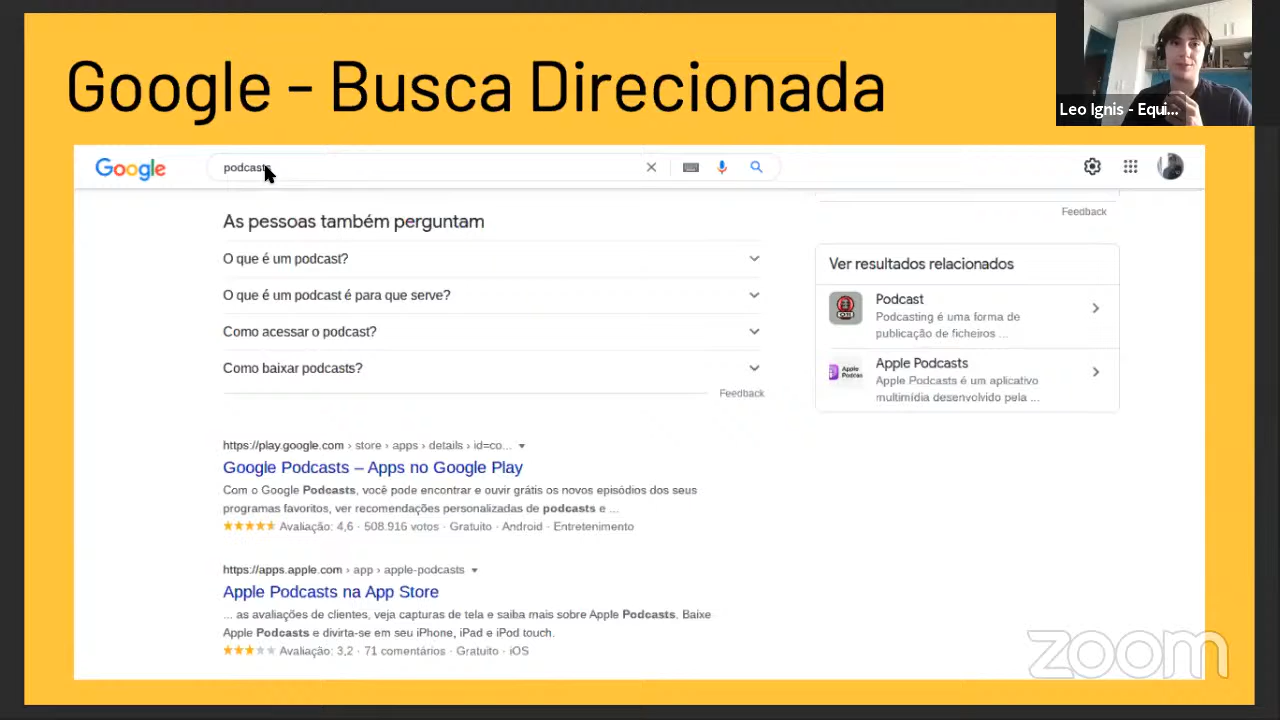 Google - Busca Direcionada
Leo Ignis - Equi...
Google
podcasts
Feedback
As pessoas também perguntam
O que é um podcast?
O que é um podcast é para que serve?
Como acessar o podcast?
Como baixar podcasts?
Feedback
Ver resultados relacionados
Podcast
Podcasting é uma forma de
publicação de ficheiros ...
Apple Podcasts
Apple Podcasts é um aplicativo
multimídia desenvolvido pela ...
Apple
Podcas
https://play.google.com › store › apps › details › id=co...
Google Podcasts – Apps no Google Play
Com o Google Podcasts, você pode encontrar e ouvir grátis os novos episódios dos seus
programas favoritos, ver recomendações personalizadas de podcasts e ...
Avaliação: 4,6 · 508.916 votos · Gratuito · Android · Entretenimento
https://apps.apple.com › app › apple-podcasts
Apple Podcasts na App Store
... as avaliações de clientes, veja capturas de tela e saiba mais sobre Apple Podcasts. Baixe
Apple Podcasts e divirta-se em seu iPhone, iPad e iPod touch.
Avaliação: 3,2 · 71 comentários · Gratuito · iOS
zoom